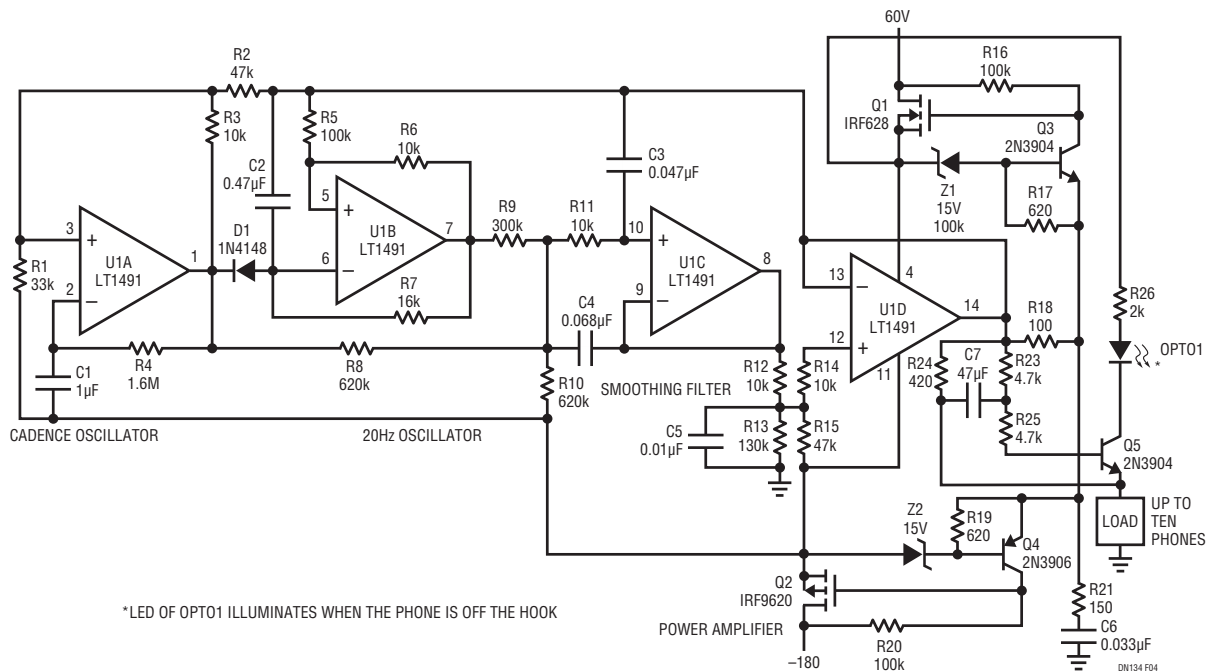 60V
R2
47k
R3
10k
R5
100k
R6
10k
C2
0.47µF
D1
1N4148
3
+
U1A
LT1491
2
–
1
R1
33k
5
+
U1B
LT1491
6
–
7
R7
16k
R9
300k
R11
10k
C3
0.047µF
10
+
U1C
LT1491
9
–
8
C4
0.068µF
R4
1.6M
C1
1µF
R8
620k
R10
620k
CADENCE OSCILLATOR
20Hz OSCILLATOR
SMOOTHING FILTER
R12
10k
R14
10k
C5
0.01µF
R13
130k
R15
47k
R16
100k
Q1
IRF628
Q3
2N3904
Z1
15V
100k
R17
620
13
–
U1D
LT1491
12
+
4
11
14
R18
100
R26
2k
OPTO1
*
R24
420
C7
47µF
R23
4.7k
R25
4.7k
Q5
2N3904
LOAD
UP TO
TEN
PHONES
Z2
15V
R19
620
Q4
2N3906
Q2
IRF9620
R21
150
C6
0.033µF
POWER AMPLIFIER
R20
100k
–180
*LED OF OPTO1 ILLUMINATES WHEN THE PHONE IS OFF THE HOOK
DN134 F04